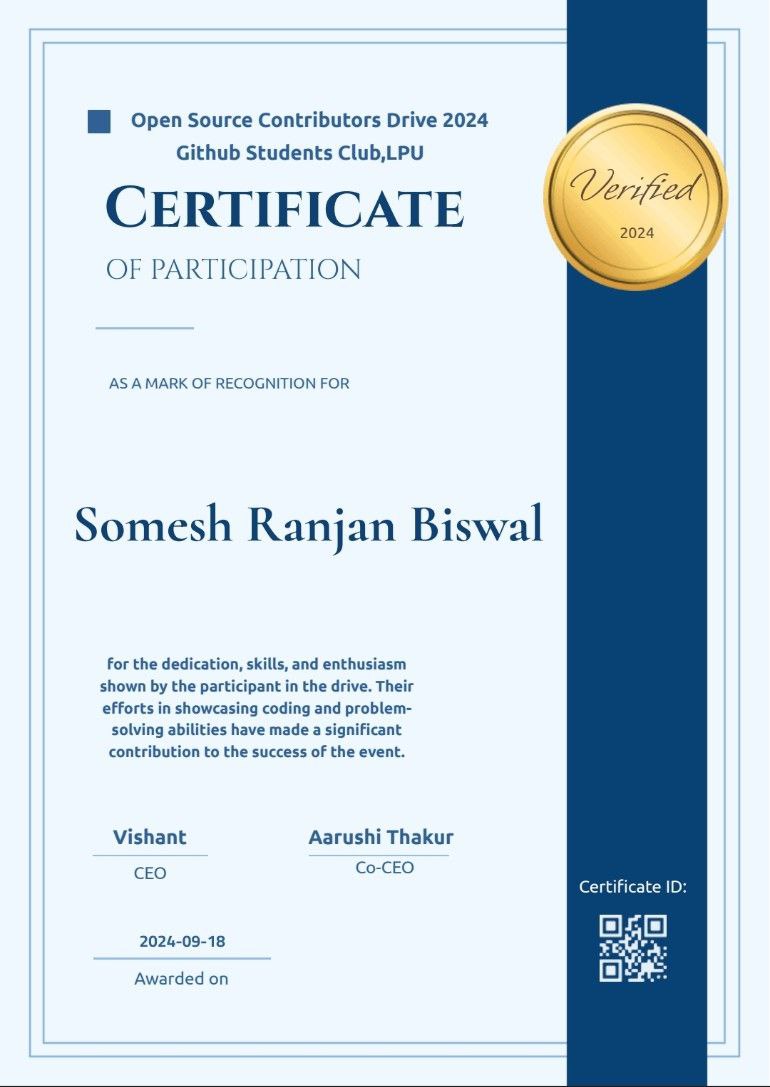 Open Source Contributors Drive 2024
Github Students Club,LPU
CERTIFICATE
OF PARTICIPATION
Verified
2024
AS A MARK OF RECOGNITION FOR
Somesh Ranjan Biswal
for the dedication, skills, and enthusiasm
shown by the participant in the drive. Their
efforts in showcasing coding and problem-
solving abilities have made a significant
contribution to the success of the event.
Vishant
CEO
Aarushi Thakur
Co-CEO
2024-09-18
Awarded on
Certificate ID: